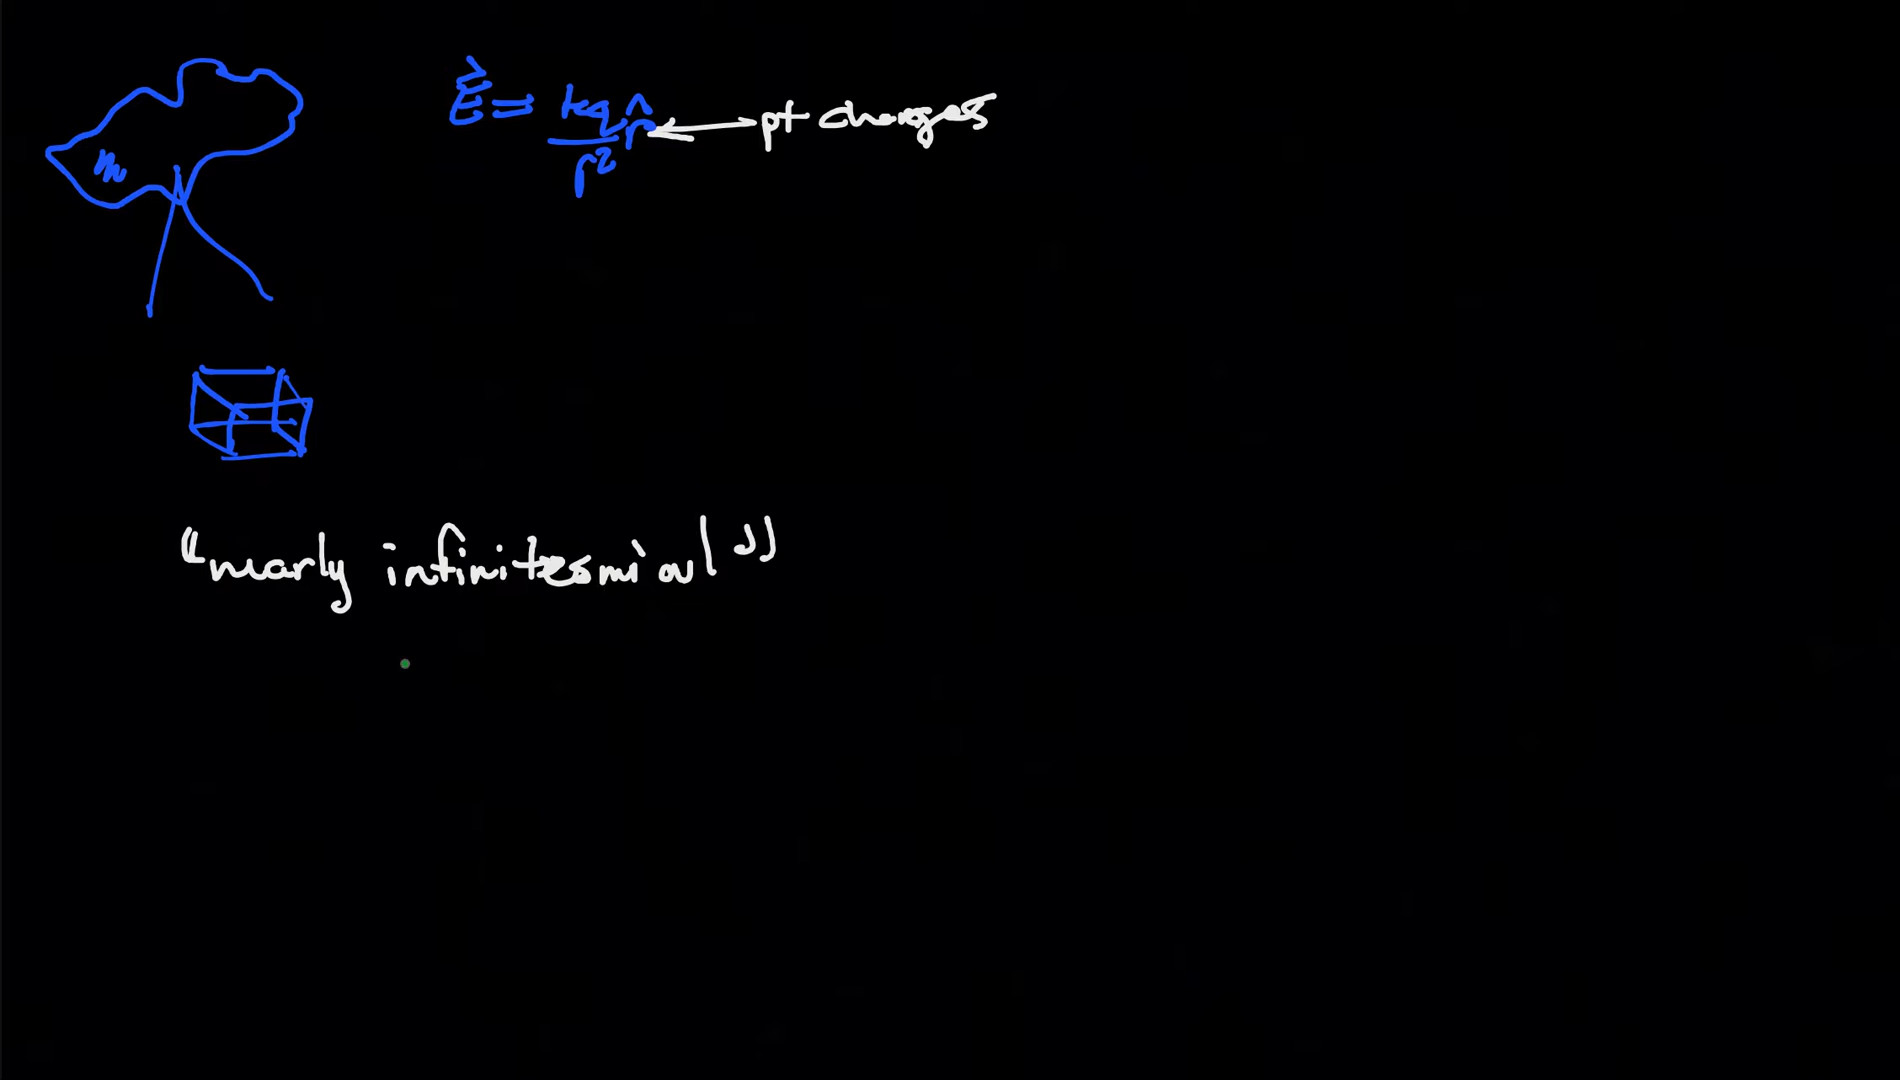 E⃗ = kq/r² r̂ ⟷ pt charges
m
"nearly infinitesmial"